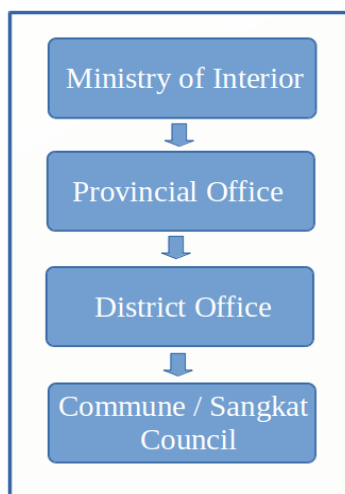 Ministry of Interior
Provincial Office
District Office
Commune / Sangkat
Council